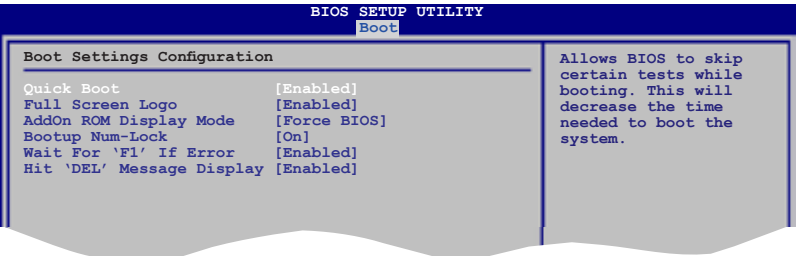 BIOS SETUP UTILITY
Boot
Boot Settings Configuration
Quick Boot [Enabled]
Full Screen Logo [Enabled]
AddOn ROM Display Mode [Force BIOS]
Bootup Num-Lock [On]
Wait For ‘F1’ If Error [Enabled]
Hit ‘DEL’ Message Display [Enabled]
Allows BIOS to skip
certain tests while
booting. This will
decrease the time
needed to boot the
system.